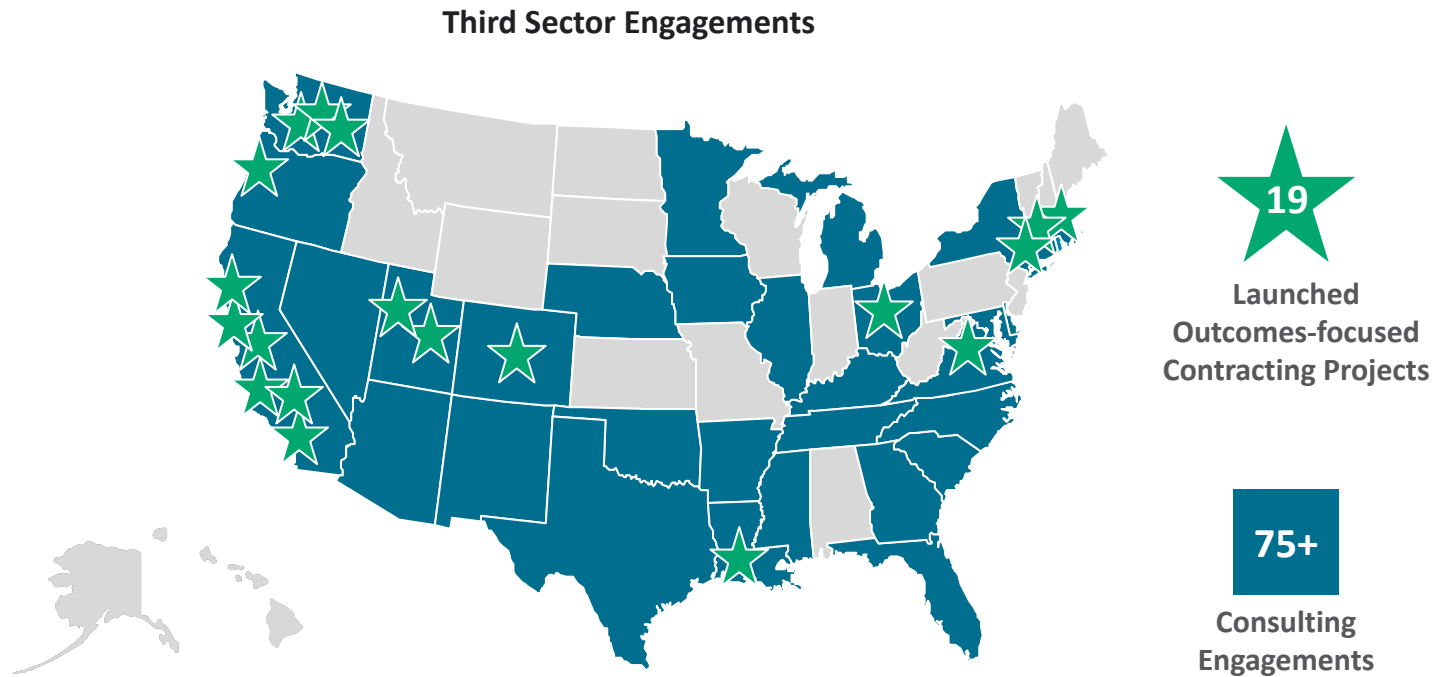 Third Sector Engagements
19
Launched
Outcomes-focused
Contracting Projects
75+
Consulting
Engagements